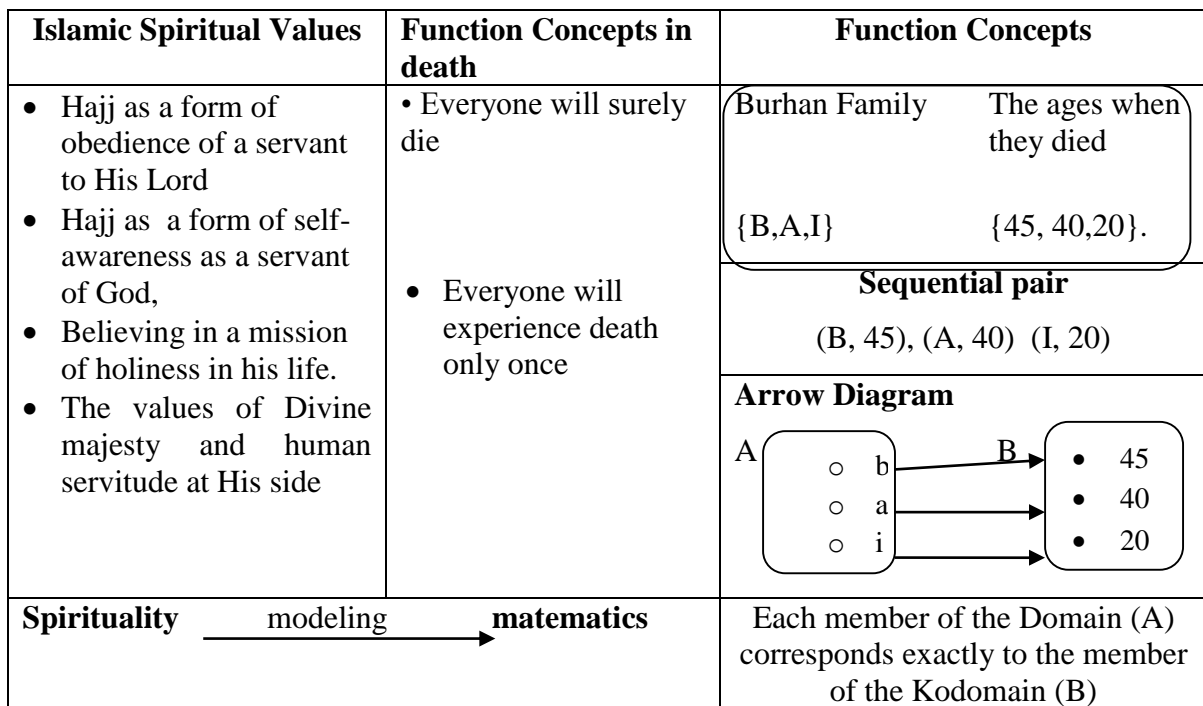 Islamic Spiritual Values
Function Concepts in
death
Function Concepts
• Hajj as a form of
obedience of a servant
to His Lord
• Hajj as a form of self-
awareness as a servant
of God,
• Believing in a mission
of holiness in his life.
• The values of Divine
majesty and human
servitude at His side
• Everyone will surely
die
• Everyone will
experience death
only once
Burhan Family The ages when
they died
{B,A,I} {45, 40,20}.
Sequential pair
(B, 45), (A, 40) (I, 20)
Arrow Diagram
A B
○ b • 45
○ a • 40
○ i • 20
Spirituality modeling matematics
Each member of the Domain (A)
corresponds exactly to the member
of the Kodomain (B)